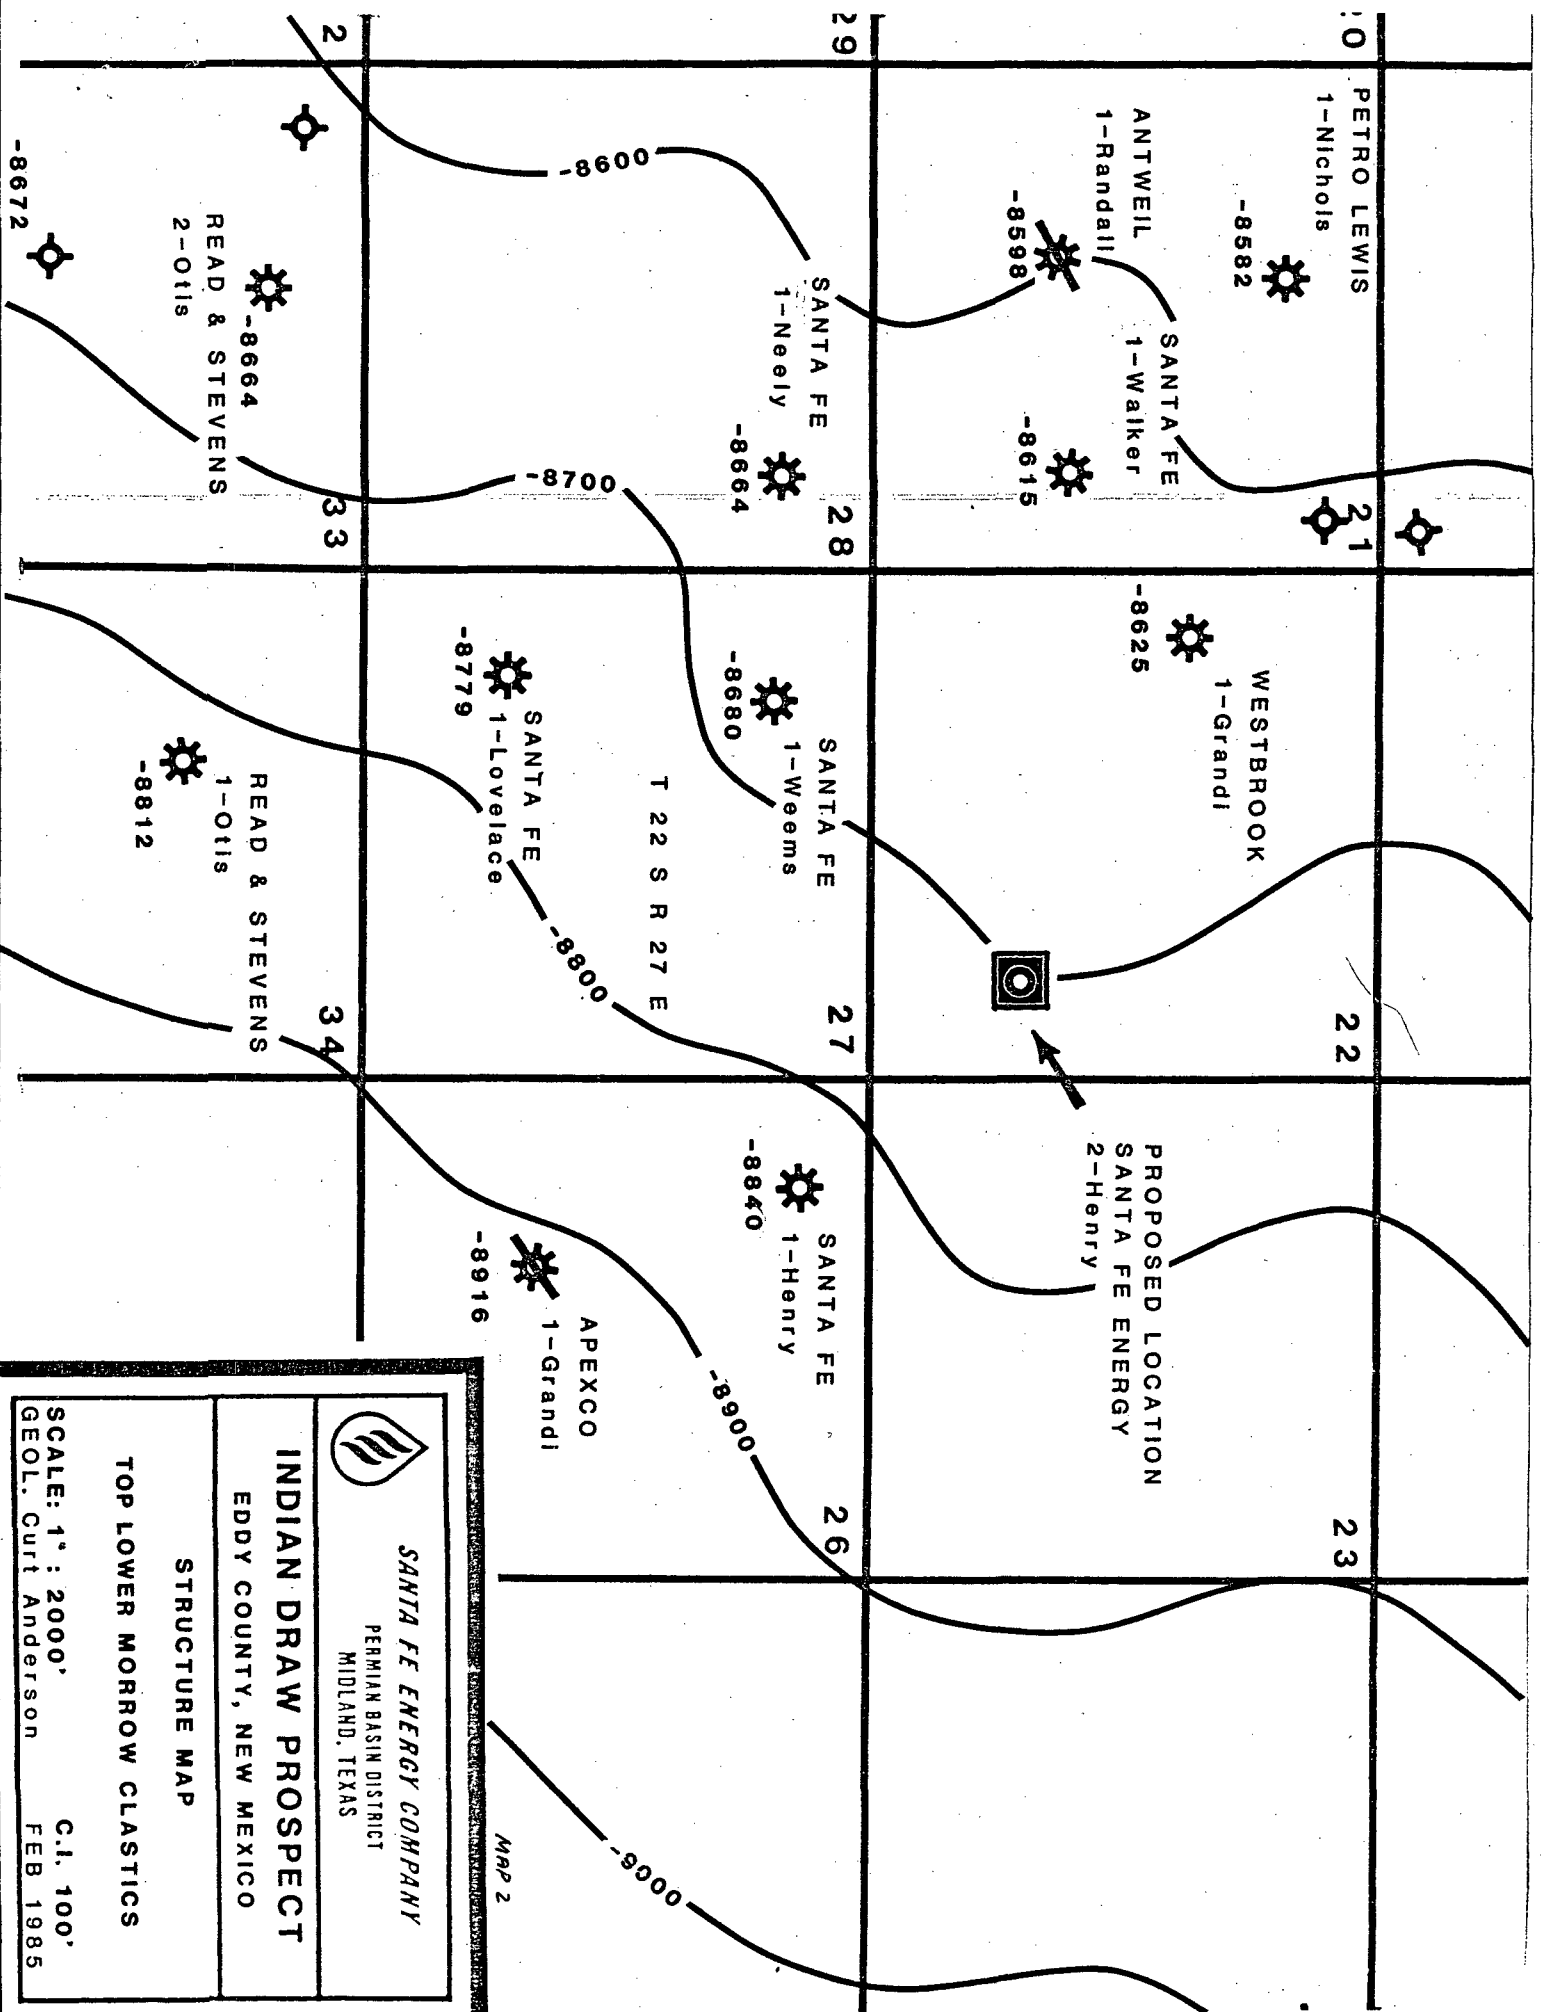 PETRO LEWIS
1-Nichols
-8582
ANTWEIL
1-Randall
-8598
SANTA FE
1-Walker
-8615
0
21
22
23
WESTBROOK
1-Grandi
-8625
PROPOSED LOCATION
SANTA FE ENERGY
2-Henry
29
28
27
26
SANTA FE
1-Neely
-8664
SANTA FE
1-Weems
-8680
SANTA FE
1-Henry
-8840
-8600
-8700
-8800
-8900
-9000
T 22 S R 27 E
SANTA FE
1-Lovelace
-8779
APEXCO
1-Grandi
-8916
2
33
34
READ & STEVENS
2-Otis
-8664
-8672
READ & STEVENS
1-Otis
-8812
MAP 2
SANTA FE ENERGY COMPANY
PERMIAN BASIN DISTRICT
MIDLAND, TEXAS
INDIAN DRAW PROSPECT
EDDY COUNTY, NEW MEXICO
STRUCTURE MAP
TOP LOWER MORROW CLASTICS
SCALE: 1" : 2000' C.I. 100'
GEOL. Curt Anderson FEB 1985